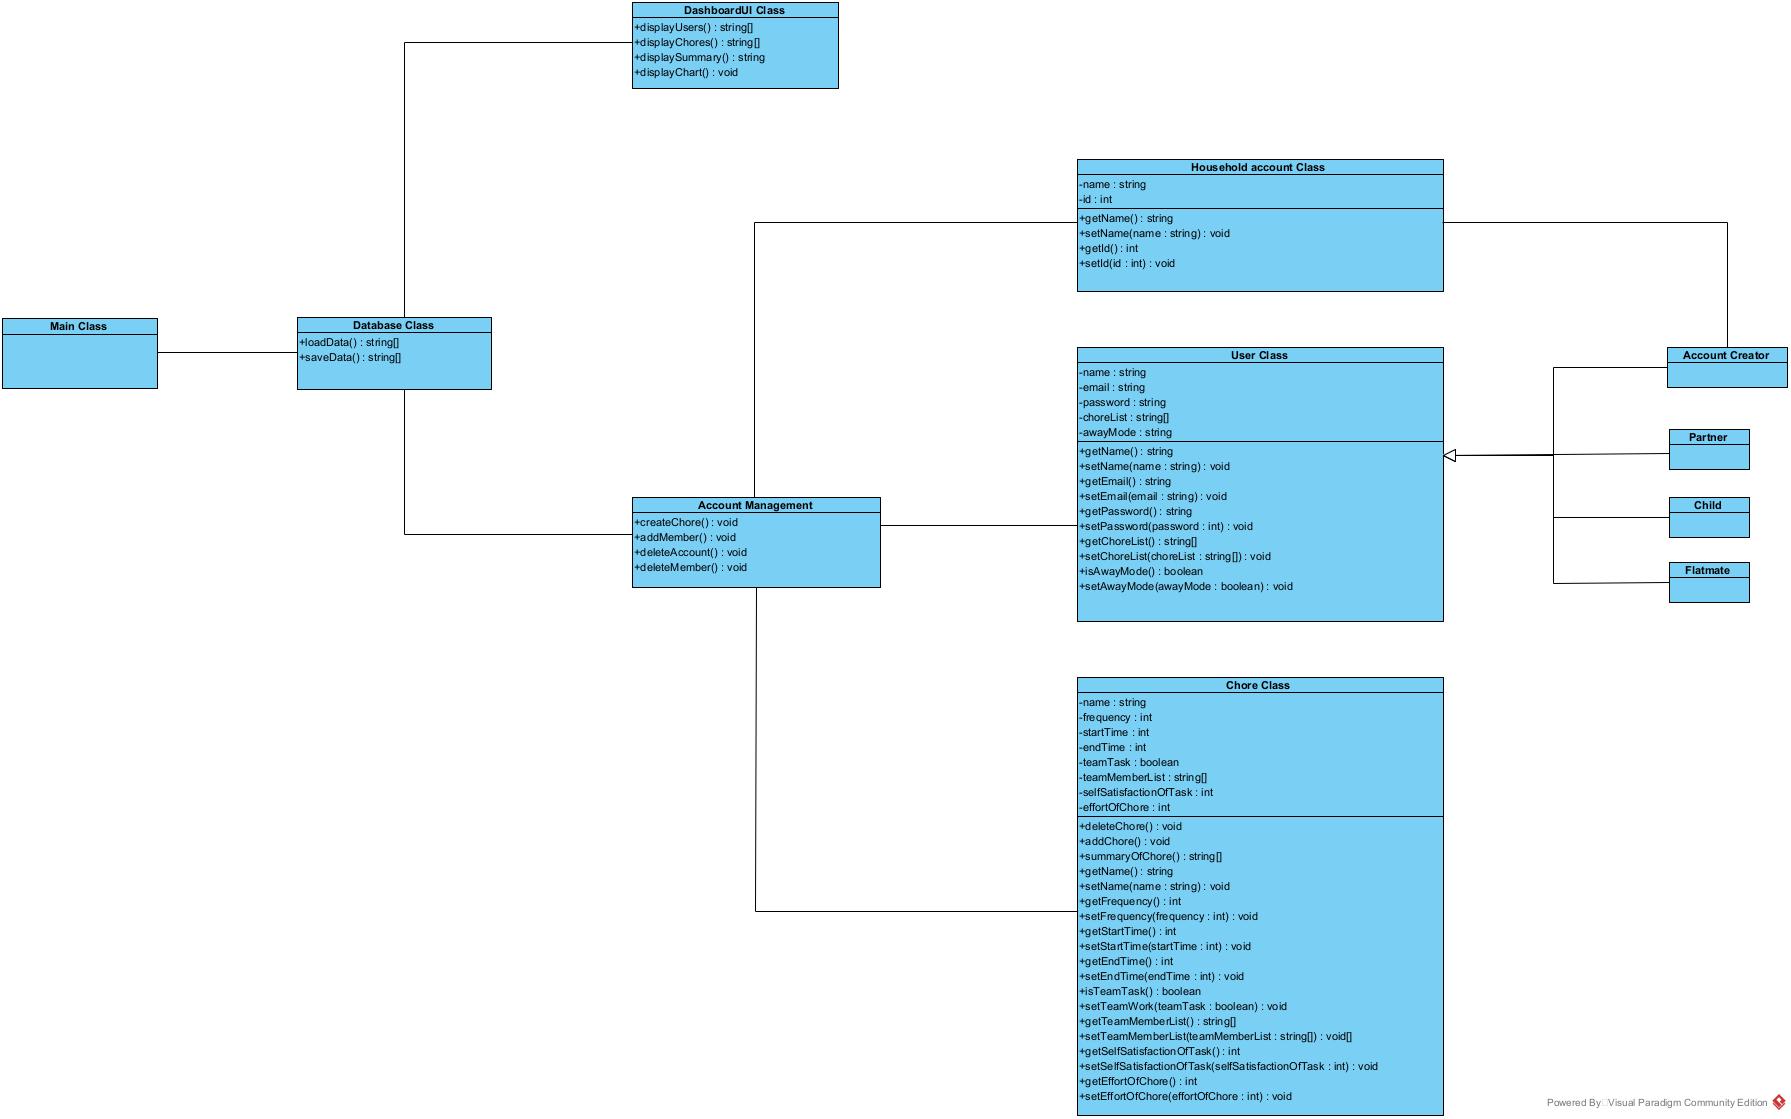 DashboardUI Class
+displayUsers() : string[]
+displayChores() : string[]
+displaySummary() : string
+displayChart() : void
Household account Class
-name : string
-id : int
+getName() : string
+setName(name : string) : void
+getId() : int
+setId(id : int) : void
Main Class
Database Class
+loadData() : string[]
+saveData() : string[]
User Class
-name : string
-email : string
-password : string
-choreList : string[]
-awayMode : string
+getName() : string
+setName(name : string) : void
+getEmail() : string
+setEmail(email : string) : void
+getPassword() : string
+setPassword(password : int) : void
+getChoreList() : string[]
+setChoreList(choreList : string[]) : void
+isAwayMode() : boolean
+setAwayMode(awayMode : boolean) : void
Account Creator
Partner
Child
Flatmate
Account Management
+createChore() : void
+addMember() : void
+deleteAccount() : void
+deleteMember() : void
Chore Class
-name : string
-frequency : int
-startTime : int
-endTime : int
-teamTask : boolean
-teamMemberList : string[]
-selfSatisfactionOfTask : int
-effortOfChore : int
+deleteChore() : void
+addChore() : void
+summaryOfChore() : string[]
+getName() : string
+setName(name : string) : void
+getFrequency() : int
+setFrequency(frequency : int) : void
+getStartTime() : int
+setStartTime(startTime : int) : void
+getEndTime() : int
+setEndTime(endTime : int) : void
+isTeamTask() : boolean
+setTeamWork(teamTask : boolean) : void
+getTeamMemberList() : string[]
+setTeamMemberList(teamMemberList : string[]) : void[]
+getSelfSatisfactionOfTask() : int
+setSelfSatisfactionOfTask(selfSatisfactionOfTask : int) : void
+getEffortOfChore() : int
+setEffortOfChore(effortOfChore : int) : void
Powered By Visual Paradigm Community Edition